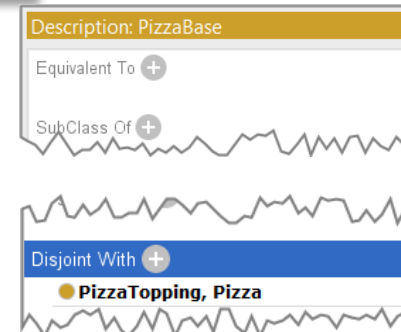 Description: PizzaBase
Equivalent To
SubClass Of
Disjoint With
PizzaTopping, Pizza